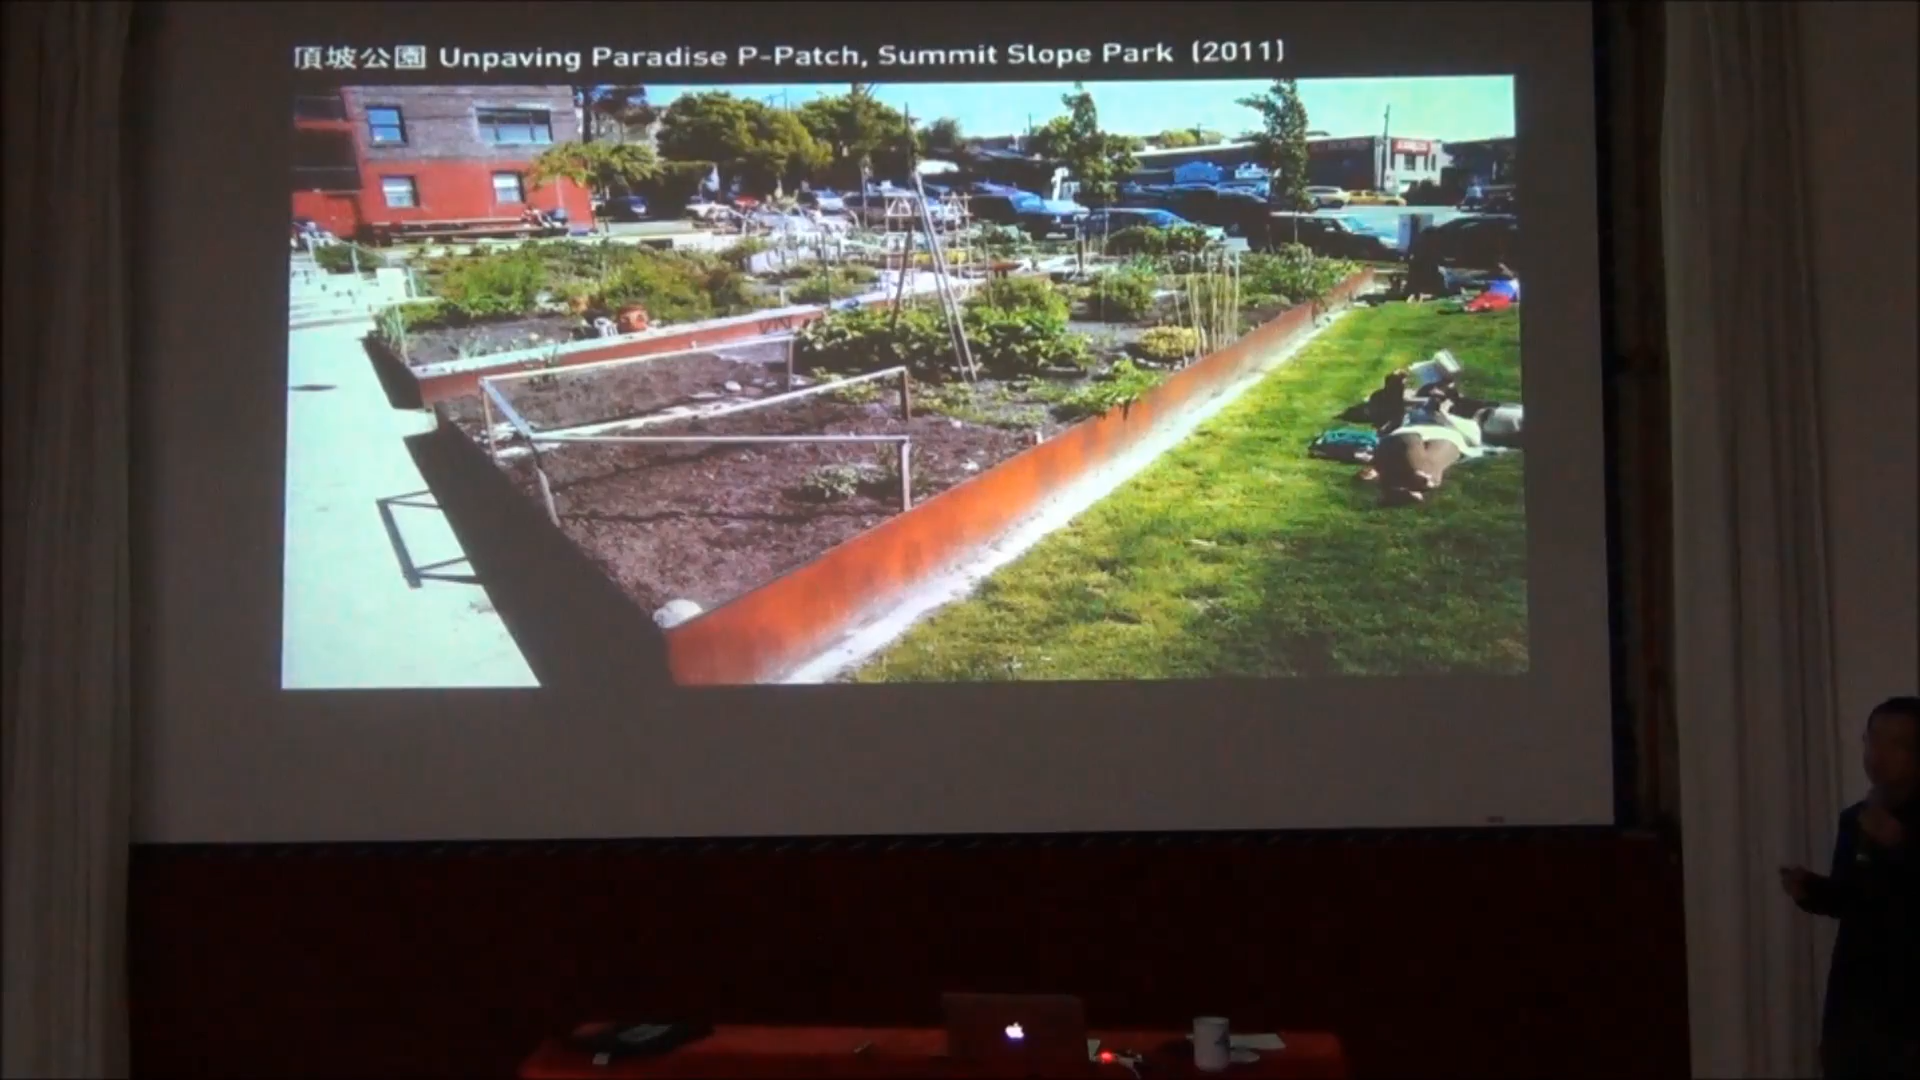 頂坡公園 Unpaving Paradise P-Patch, Summit Slope Park (2011)